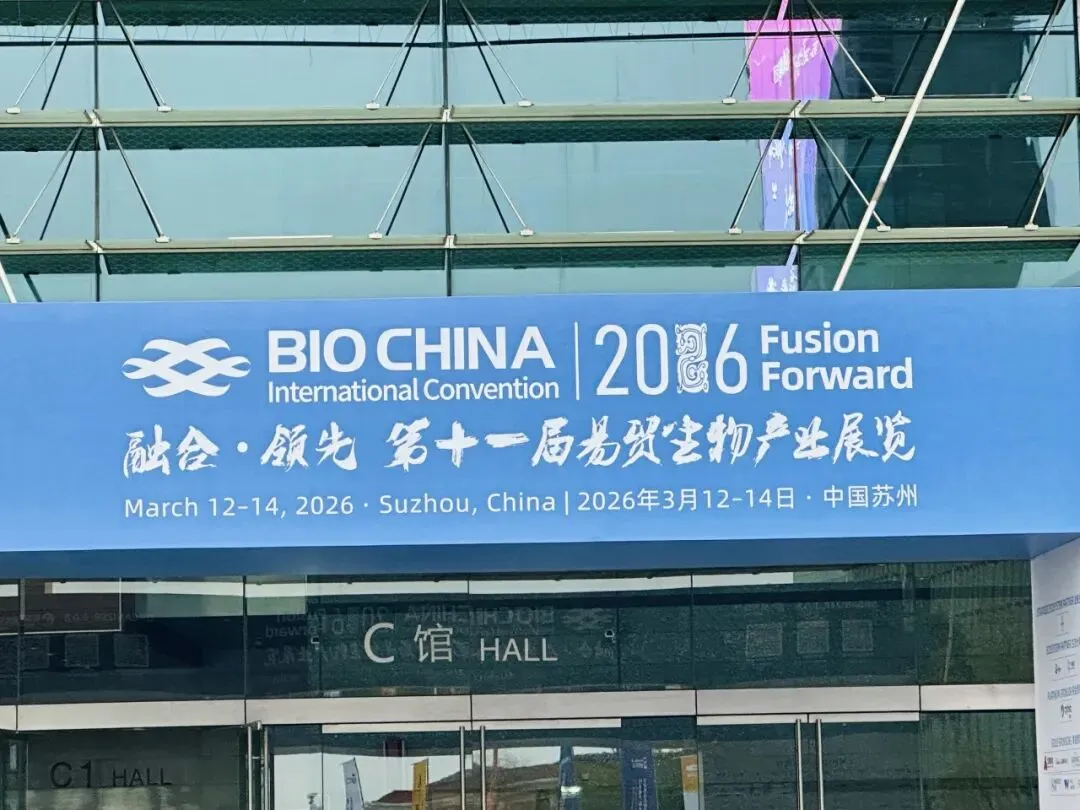 BIO CHINA
International Convention
2026
Fusion
Forward
融合·领先 第十一届易贸生物产业展览
March 12-14, 2026 · Suzhou, China | 2026年3月12-14日 · 中国苏州
C 馆 HALL
C1 HALL